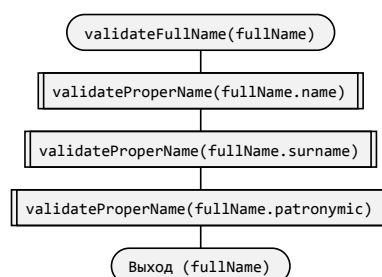 validateFullName(fullName)
validateProperName(fullName.name)
validateProperName(fullName.surname)
validateProperName(fullName.patronymic)
Выход (fullName)